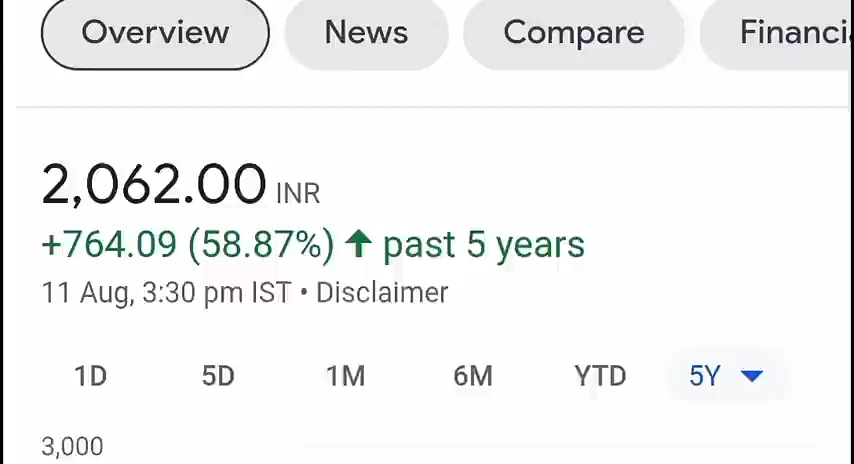 Overview News Compare Financi
2,062.00 INR
+764.09 (58.87%) ↑ past 5 years
11 Aug, 3:30 pm IST • Disclaimer
1D 5D 1M 6M YTD 5Y
3,000